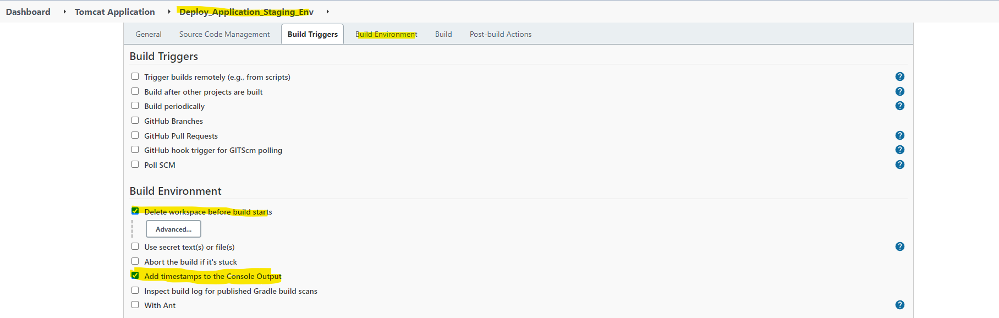 Dashboard Tomcat Application Deploy_Application_Staging_Env
General Source Code Management Build Triggers Build Environment Build Post-build Actions
Build Triggers
Trigger builds remotely (e.g., from scripts) ?
Build after other projects are built ?
Build periodically ?
GitHub Branches
GitHub Pull Requests ?
GitHub hook trigger for GITScm polling ?
Poll SCM ?
Build Environment
Delete workspace before build starts
Advanced...
Use secret text(s) or file(s) ?
Abort the build if it's stuck
Add timestamps to the Console Output
Inspect build log for published Gradle build scans
With Ant ?